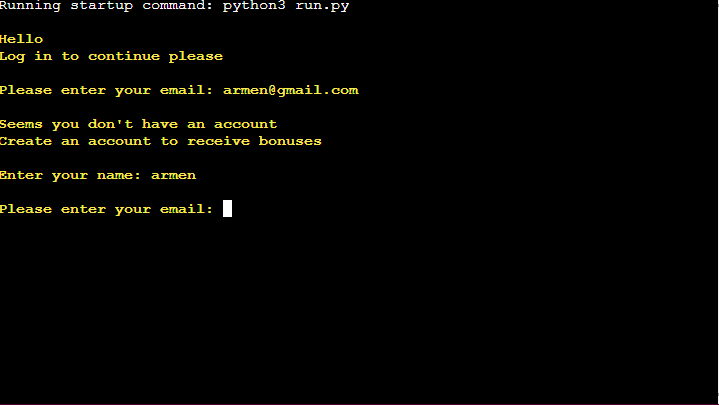 Running startup command: python3 run.py
Hello
Log in to continue please
Please enter your email: armen@gmail.com
Seems you don't have an account
Create an account to receive bonuses
Enter your name: armen
Please enter your email: